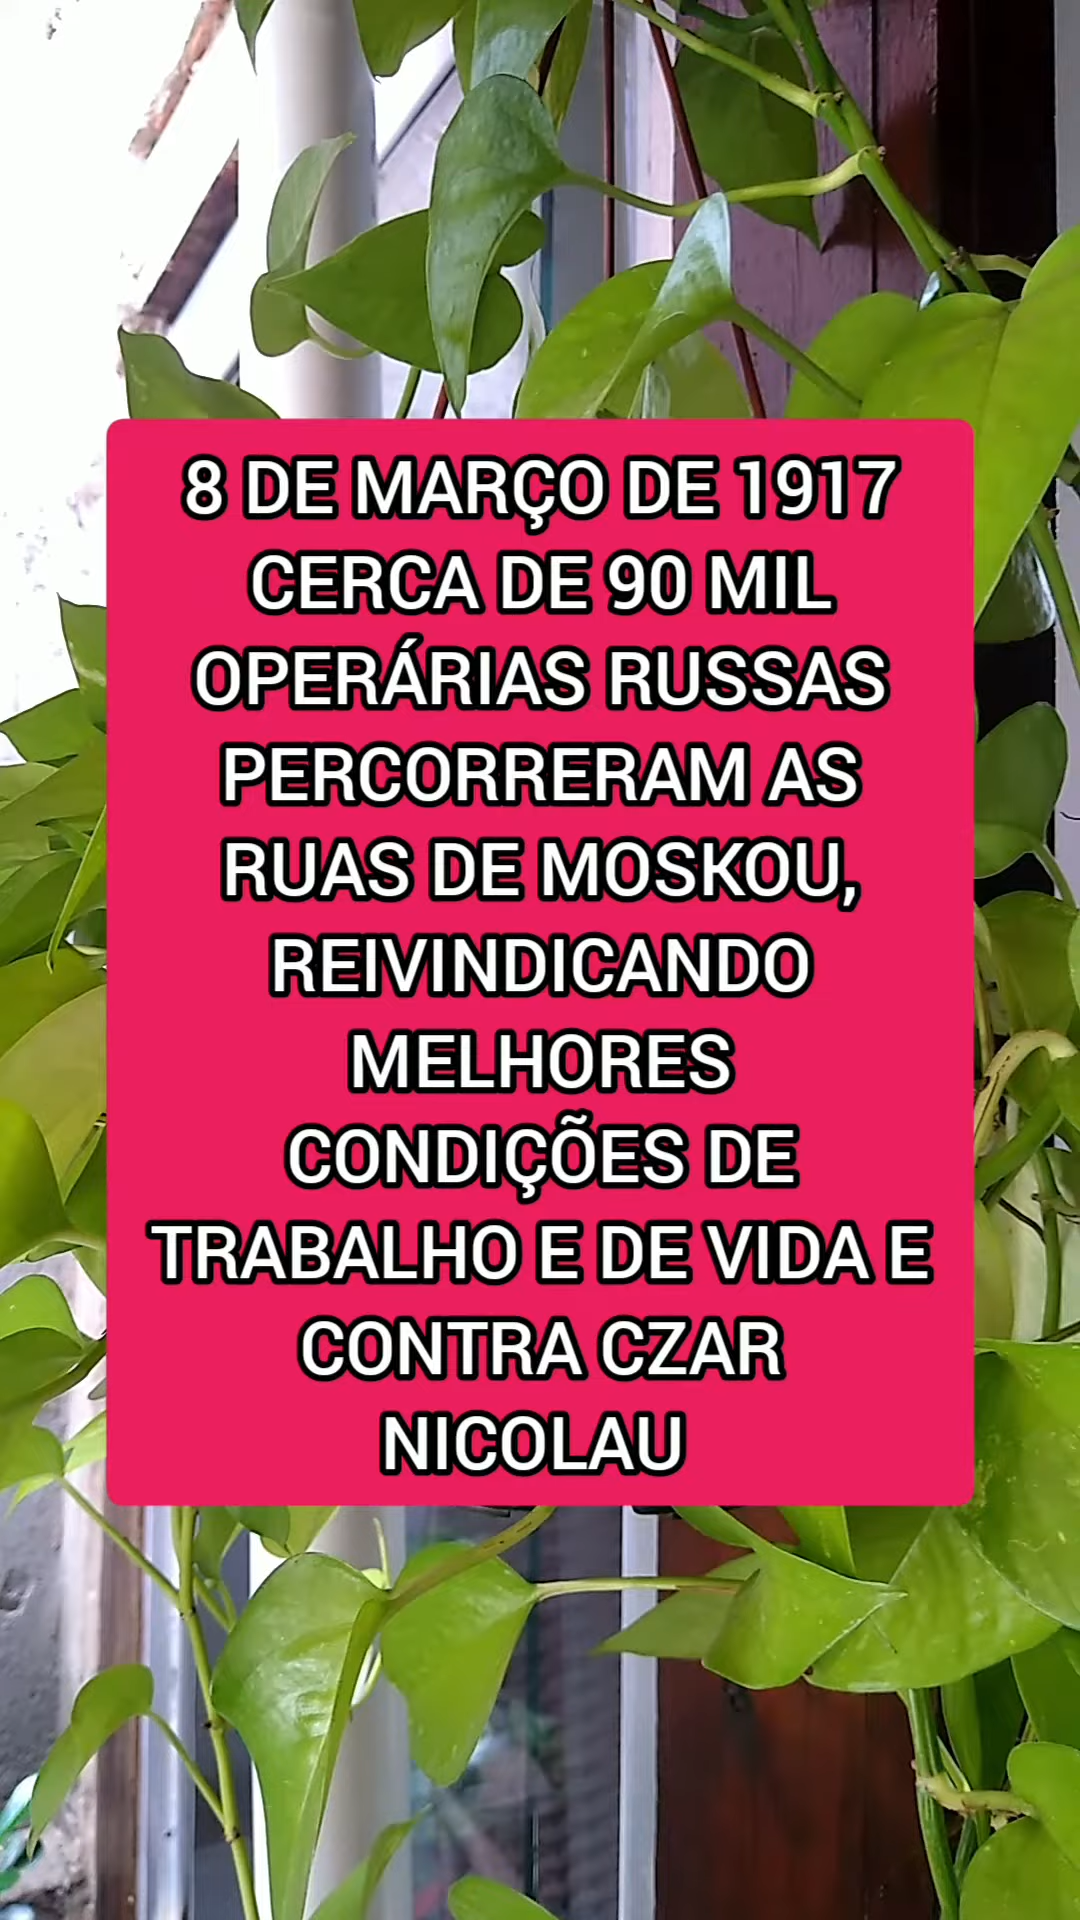 8 DE MARÇO DE 1917
CERCA DE 90 MIL
OPERÁRIAS RUSSAS
PERCORRERAM AS
RUAS DE MOSKOU,
REIVINDICANDO
MELHORES
CONDIÇÕES DE
TRABALHO E DE VIDA E
CONTRA CZAR
NICOLAU